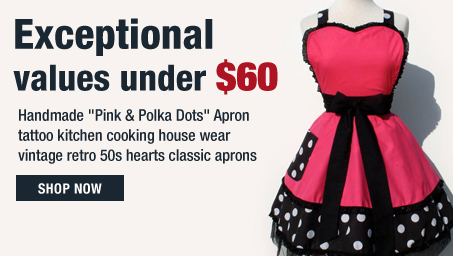 Exceptional
values under $60
Handmade "Pink & Polka Dots" Apron
tattoo kitchen cooking house wear
vintage retro 50s hearts classic aprons
SHOP NOW